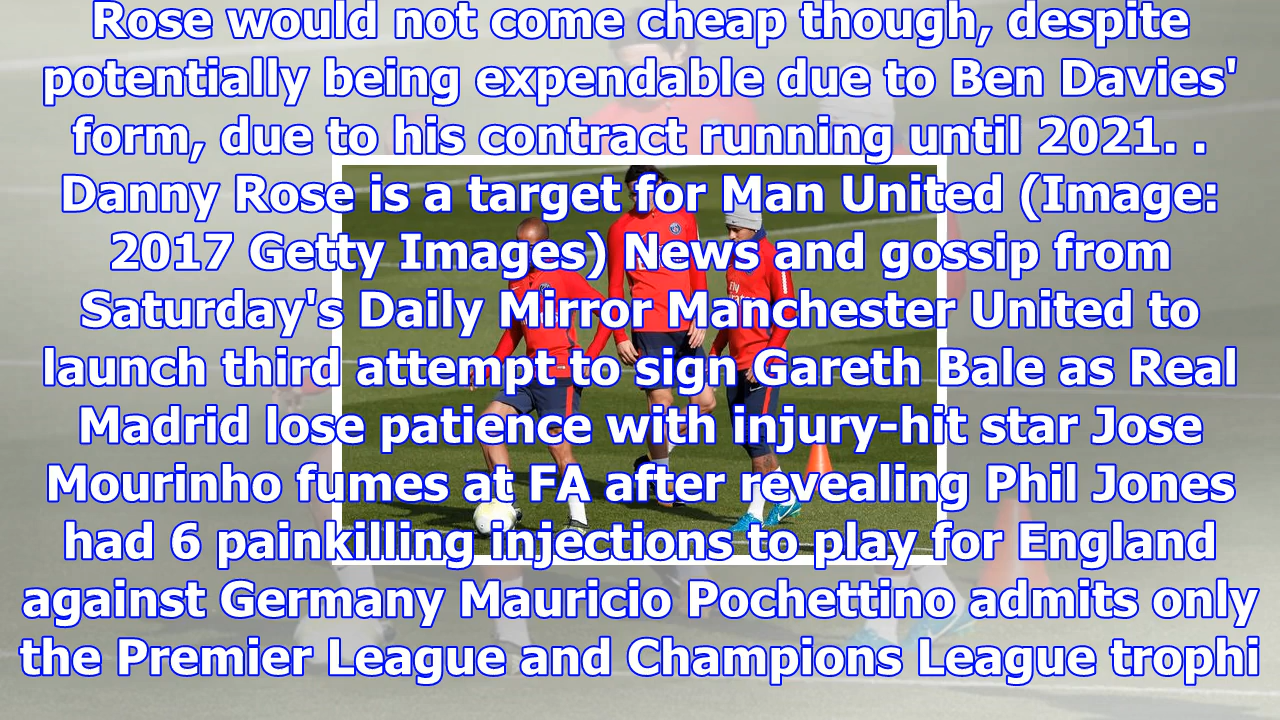 Rose would not come cheap though, despite
potentially being expendable due to Ben Davies'
form, due to his contract running until 2021. .
Danny Rose is a target for Man United (Image:
2017 Getty Images) News and gossip from
Saturday's Daily Mirror Manchester United to
launch third attempt to sign Gareth Bale as Real
Madrid lose patience with injury-hit star Jose
Mourinho fumes at FA after revealing Phil Jones
had 6 painkilling injections to play for England
against Germany Mauricio Pochettino admits only
the Premier League and Champions League trophi